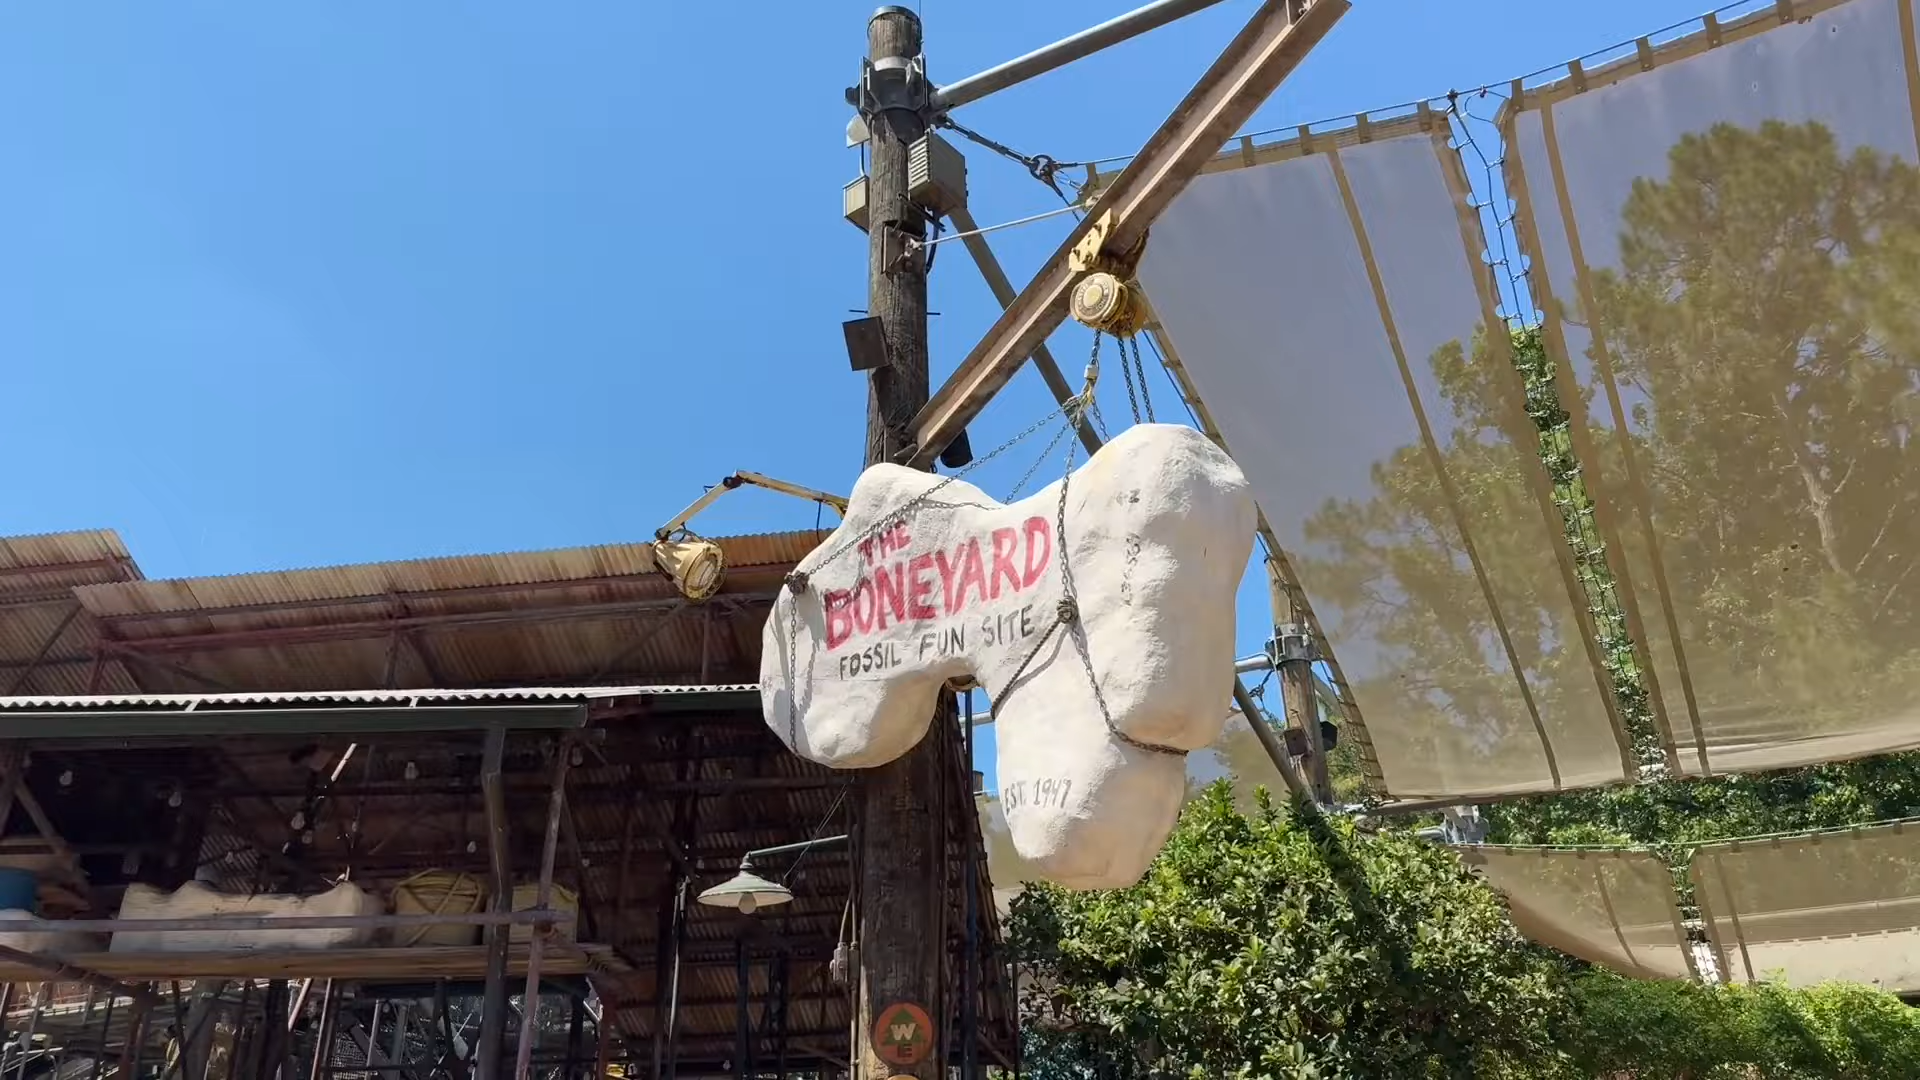 THE
BONEYARD
FOSSIL FUN SITE
EST. 1947
W
E